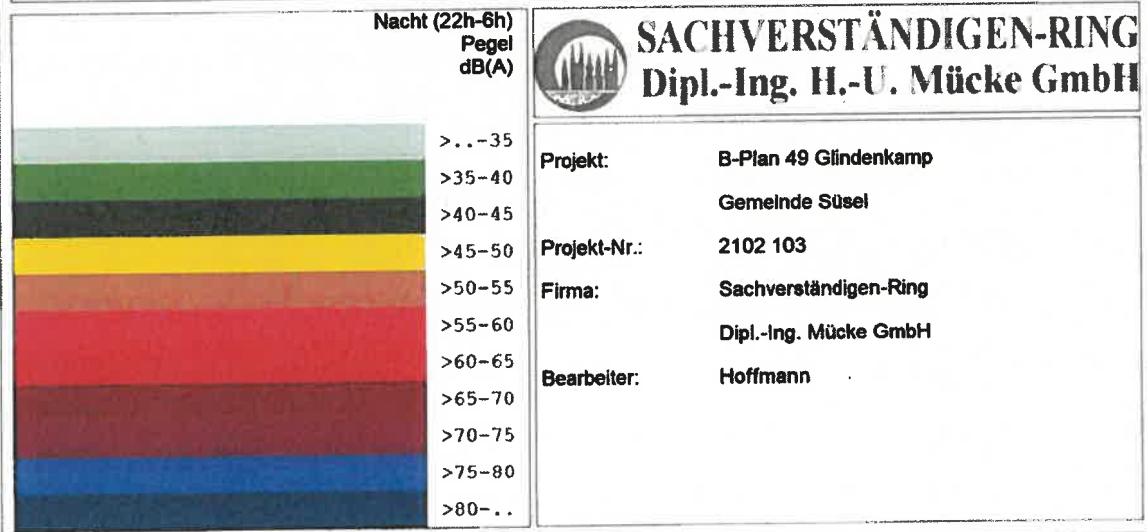 Nacht (22h-6h)
Pegel
dB(A)
>..-35
>35-40
>40-45
>45-50
>50-55
>55-60
>60-65
>65-70
>70-75
>75-80
>80-..
SACHVERSTÄNDIGEN-RING
Dipl.-Ing. H.-U. Mücke GmbH
Projekt: B-Plan 49 Glindenkamp
Gemeinde Süsel
Projekt-Nr.: 2102 103
Firma: Sachverständigen-Ring
Dipl.-Ing. Mücke GmbH
Bearbeiter: Hoffmann